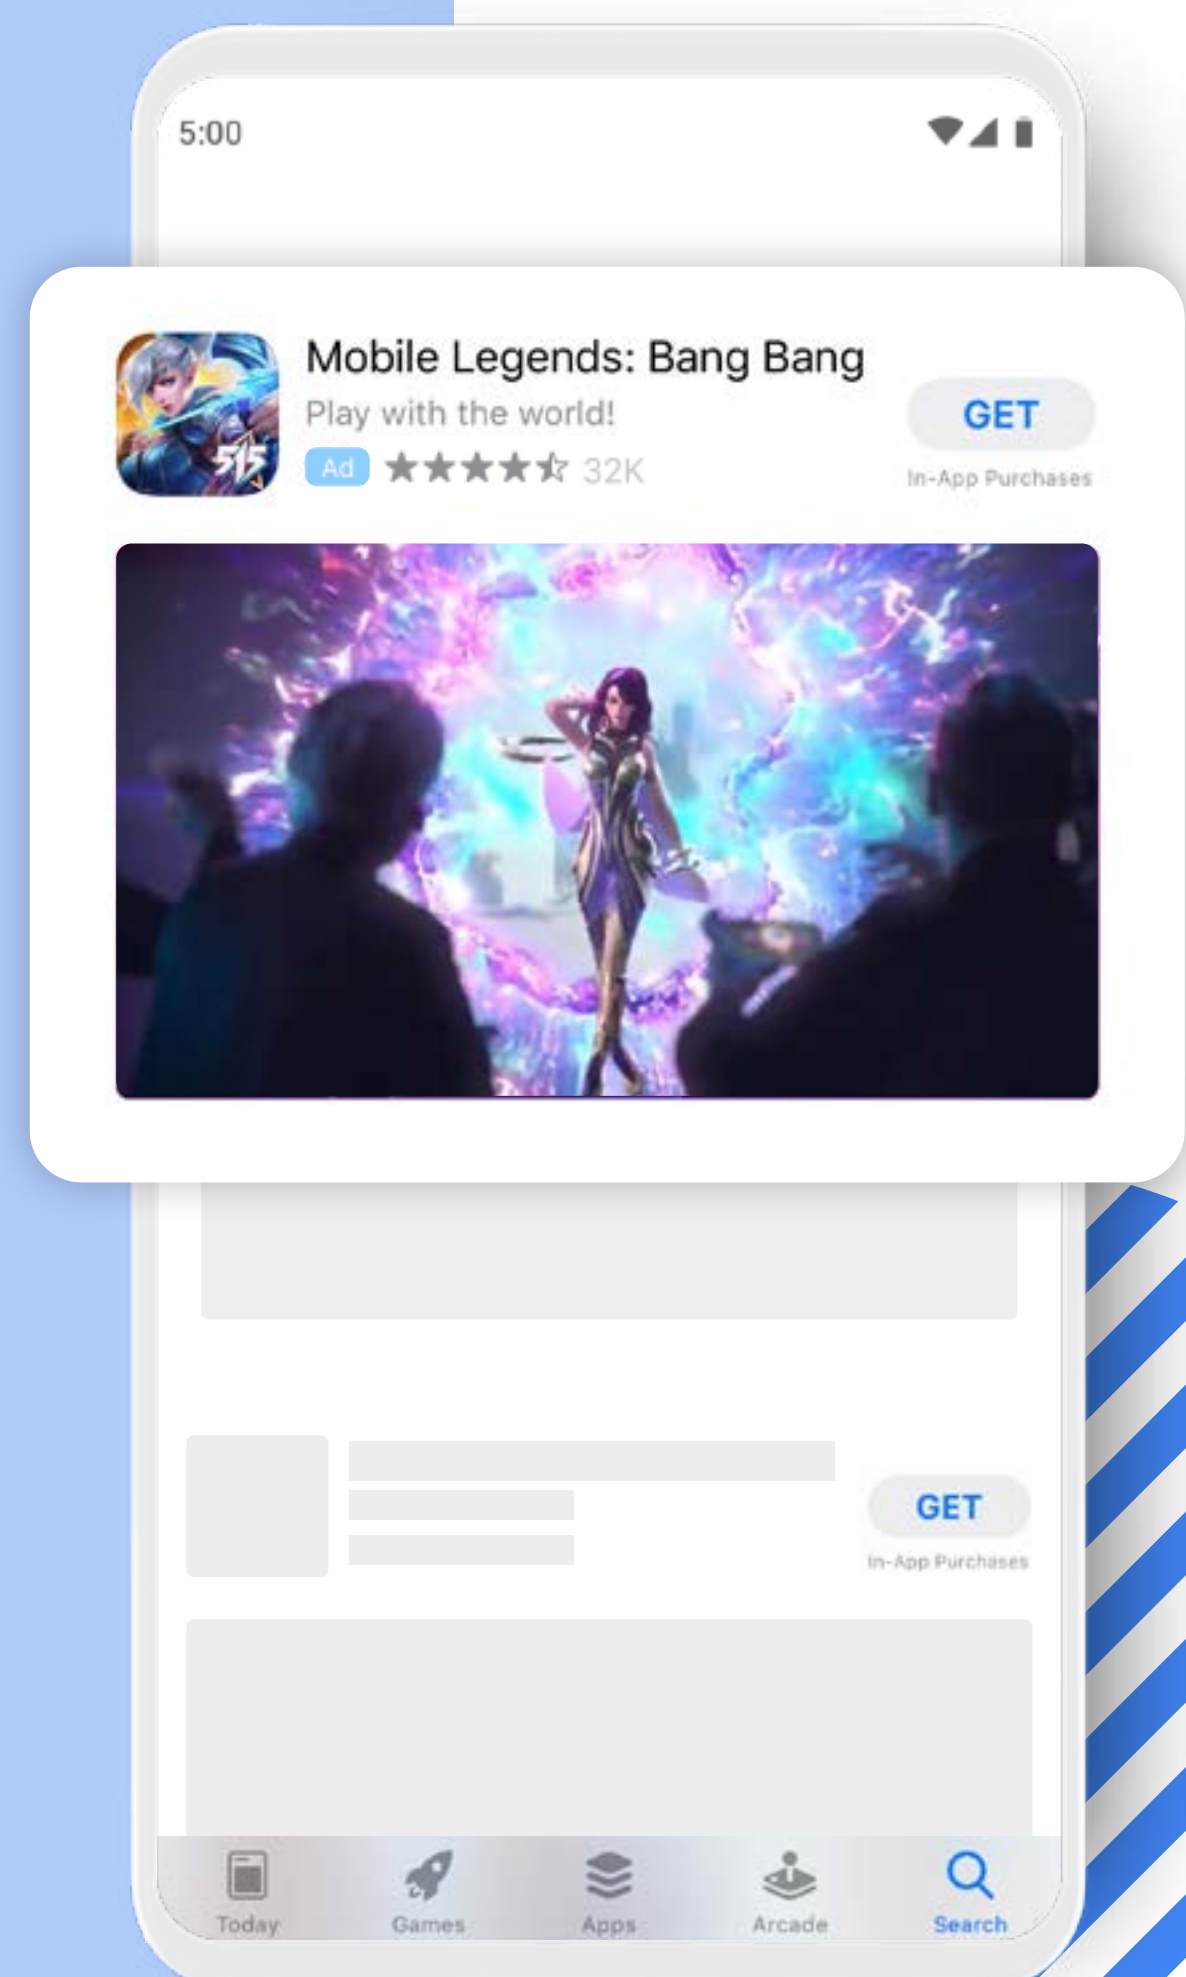 5:00
Mobile Legends: Bang Bang
Play with the world!
GET
Ad 32K
In-App Purchases
515
GET
In-App Purchases
Today Games Apps Arcade Search